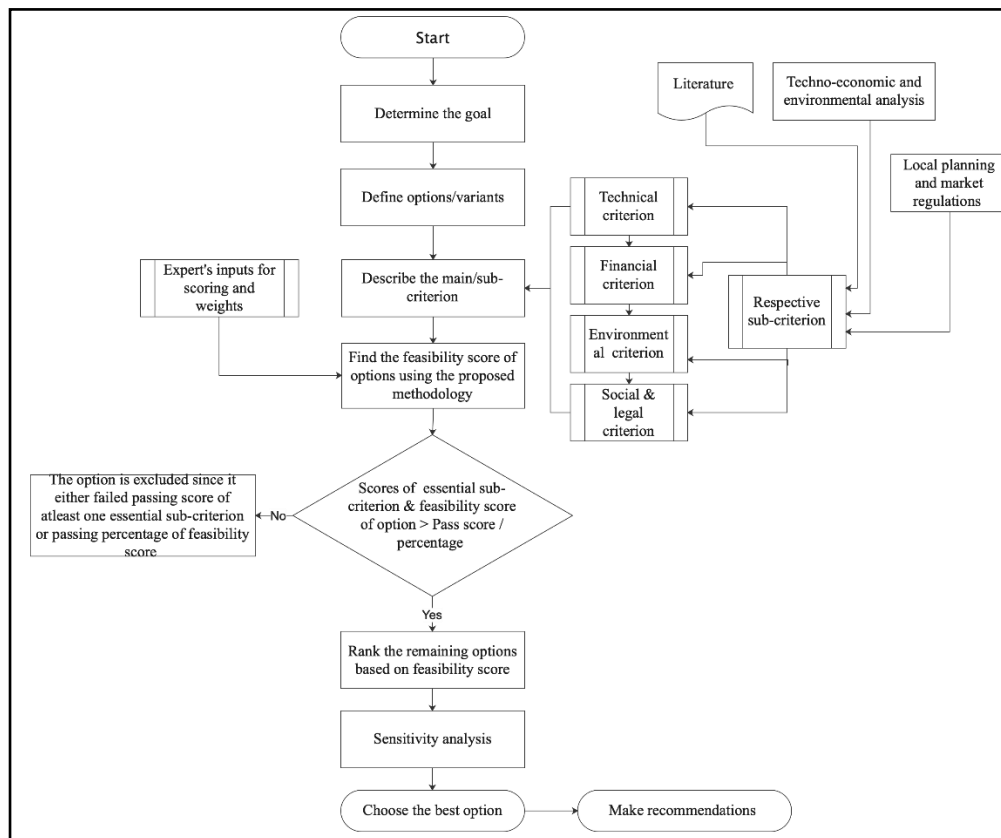 Start
Determine the goal
Define options/variants
Describe the main/sub-
criterion
Expert's inputs for
scoring and
weights
Find the feasibility score of
options using the proposed
methodology
Literature
Techno-economic and
environmental analysis
Local planning
and market
regulations
Technical
criterion
Financial
criterion
Environment
al criterion
Social &
legal
criterion
Respective
sub-criterion
Scores of essential sub-
criterion & feasibility score
of option > Pass score /
percentage
No
The option is excluded since it
either failed passing score of
atleast one essential sub-criterion
or passing percentage of feasibility
score
Yes
Rank the remaining options
based on feasibility score
Sensitivity analysis
Choose the best option
Make recommendations